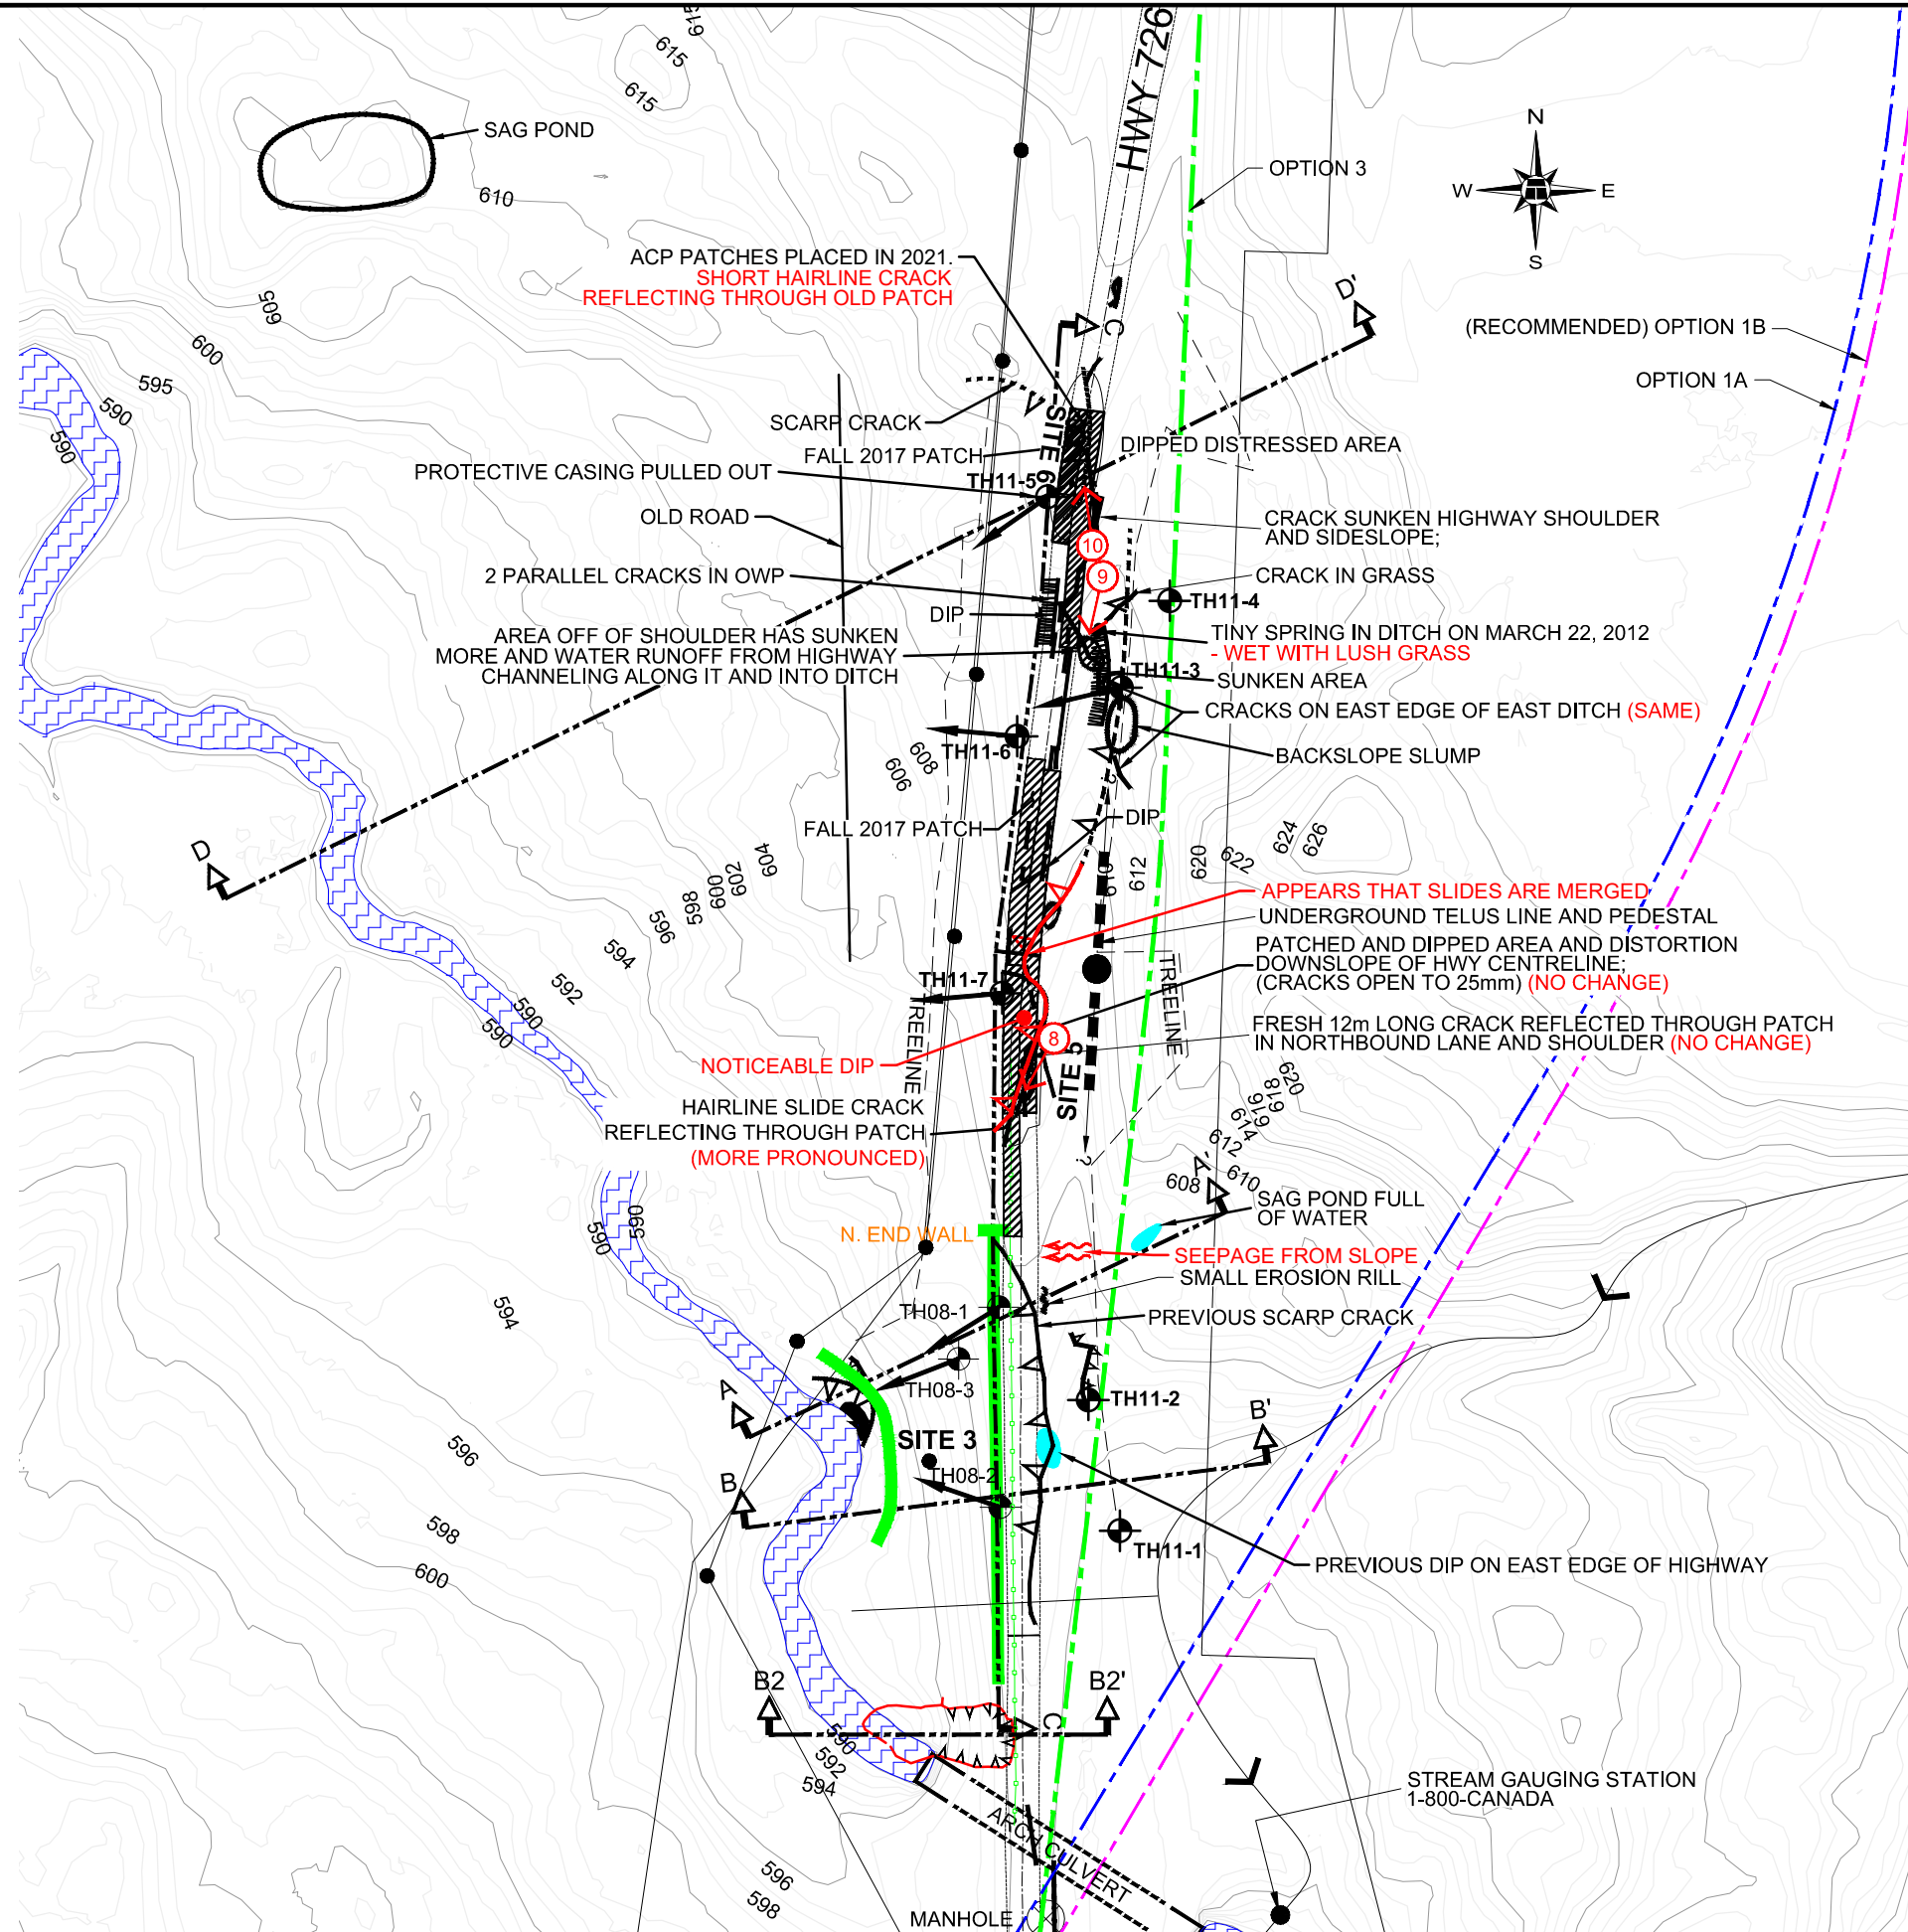 615
615
615
HWY 726
SAG POND
610
OPTION 3
N
W
E
S
ACP PATCHES PLACED IN 2021.
SHORT HAIRLINE CRACK
REFLECTING THROUGH OLD PATCH
605
600
595
590
590
C
D'
(RECOMMENDED) OPTION 1B
OPTION 1A
SCARP CRACK
SITE 6
FALL 2017 PATCH
DIPPED DISTRESSED AREA
?
PROTECTIVE CASING PULLED OUT
TH11-5
OLD ROAD
CRACK SUNKEN HIGHWAY SHOULDER
AND SIDESLOPE;
10
9
2 PARALLEL CRACKS IN OWP
CRACK IN GRASS
TH11-4
DIP
AREA OFF OF SHOULDER HAS SUNKEN
MORE AND WATER RUNOFF FROM HIGHWAY
CHANNELING ALONG IT AND INTO DITCH
TINY SPRING IN DITCH ON MARCH 22, 2012
- WET WITH LUSH GRASS
TH11-3
SUNKEN AREA
CRACKS ON EAST EDGE OF EAST DITCH (SAME)
TH11-6
608
606
BACKSLOPE SLUMP
?
FALL 2017 PATCH
DIP
D
604
602
600
598
596
594
592
590
590
610
612
620
622
624
626
APPEARS THAT SLIDES ARE MERGED
UNDERGROUND TELUS LINE AND PEDESTAL
PATCHED AND DIPPED AREA AND DISTORTION
DOWNSLOPE OF HWY CENTRELINE;
(CRACKS OPEN TO 25mm) (NO CHANGE)
TH11-7
TREELINE
TREELINE
8
SITE 5
FRESH 12m LONG CRACK REFLECTED THROUGH PATCH
IN NORTHBOUND LANE AND SHOULDER (NO CHANGE)
NOTICEABLE DIP
HAIRLINE SLIDE CRACK
REFLECTING THROUGH PATCH
(MORE PRONOUNCED)
620
618
616
614
612
610
608
?
A'
SAG POND FULL
OF WATER
590
590
N. END WALL
SEEPAGE FROM SLOPE
SMALL EROSION RILL
TH08-1
PREVIOUS SCARP CRACK
594
TH08-3
TH11-2
A
B'
SITE 3
596
TH08-2
B
598
TH11-1
600
PREVIOUS DIP ON EAST EDGE OF HIGHWAY
B2
B2'
C
590
592
594
STREAM GAUGING STATION
1-800-CANADA
ARCH CULVERT
596
598
MANHOLE